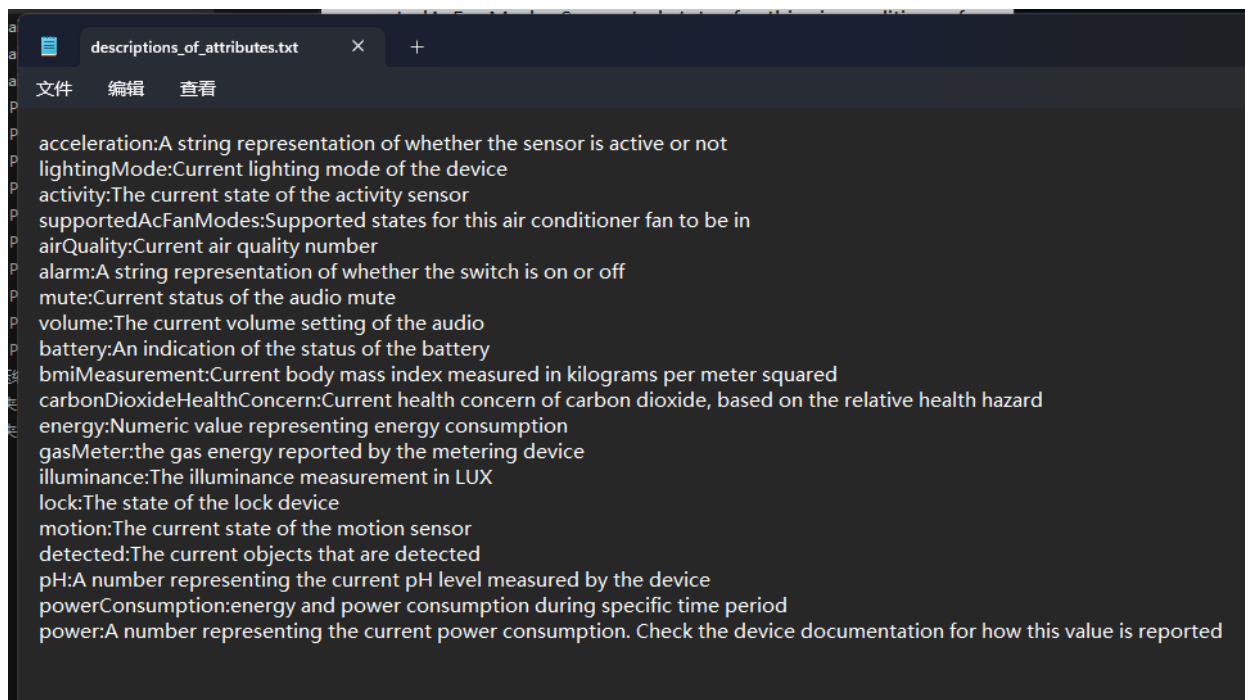 descriptions_of_attributes.txt
文件 编辑 查看
acceleration:A string representation of whether the sensor is active or not
lightingMode:Current lighting mode of the device
activity:The current state of the activity sensor
supportedAcFanModes:Supported states for this air conditioner fan to be in
airQuality:Current air quality number
alarm:A string representation of whether the switch is on or off
mute:Current status of the audio mute
volume:The current volume setting of the audio
battery:An indication of the status of the battery
bmiMeasurement:Current body mass index measured in kilograms per meter squared
carbonDioxideHealthConcern:Current health concern of carbon dioxide, based on the relative health hazard
energy:Numeric value representing energy consumption
gasMeter:the gas energy reported by the metering device
illuminance:The illuminance measurement in LUX
lock:The state of the lock device
motion:The current state of the motion sensor
detected:The current objects that are detected
pH:A number representing the current pH level measured by the device
powerConsumption:energy and power consumption during specific time period
power:A number representing the current power consumption. Check the device documentation for how this value is reported